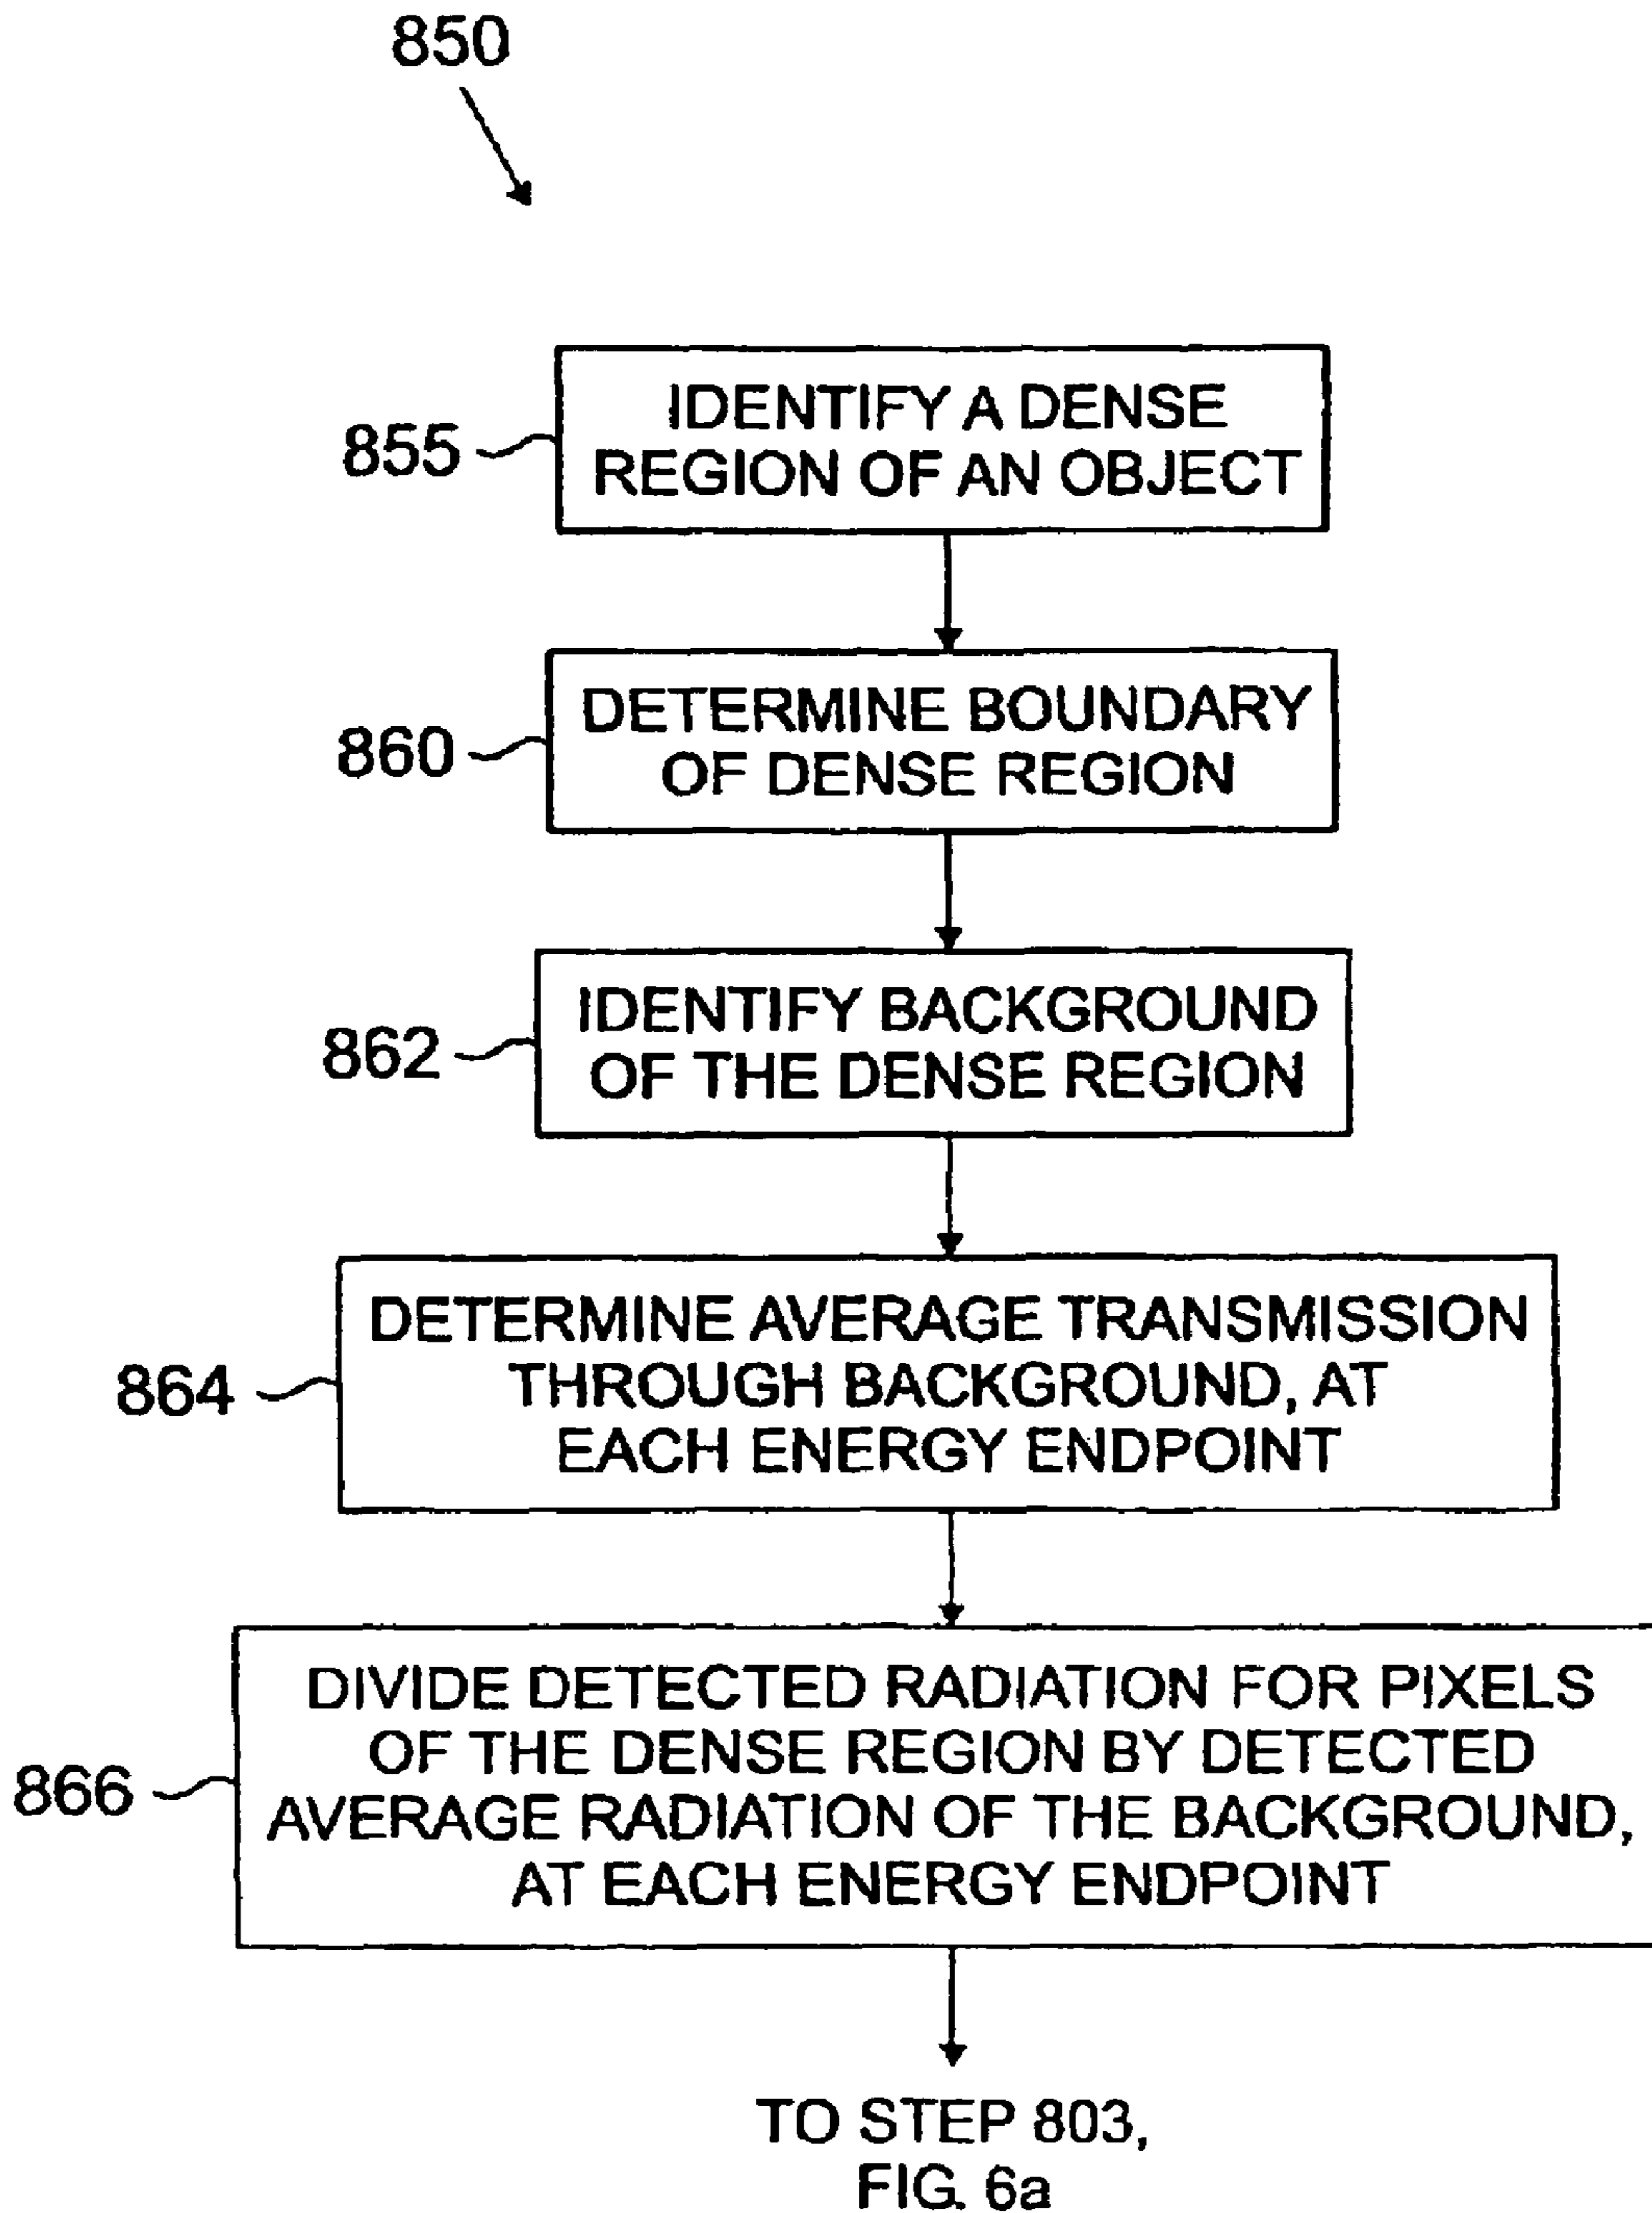 850
855
IDENTIFY A DENSE
REGION OF AN OBJECT
860
DETERMINE BOUNDARY
OF DENSE REGION
862
IDENTIFY BACKGROUND
OF THE DENSE REGION
864
DETERMINE AVERAGE TRANSMISSION
THROUGH BACKGROUND, AT
EACH ENERGY ENDPOINT
866
DIVIDE DETECTED RADIATION FOR PIXELS
OF THE DENSE REGION BY DETECTED
AVERAGE RADIATION OF THE BACKGROUND,
AT EACH ENERGY ENDPOINT
TO STEP 803,
FIG. 6a